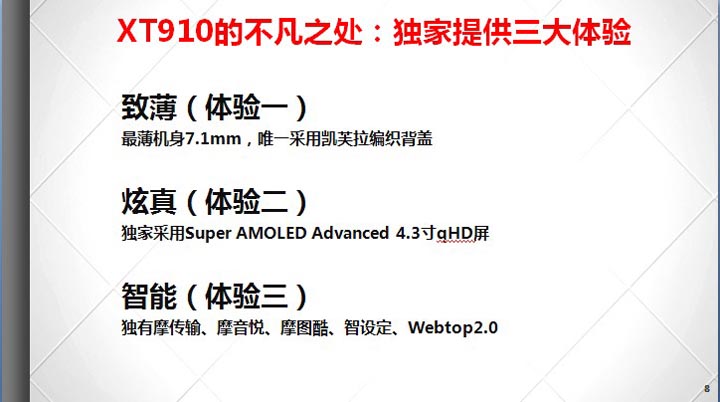 XT910的不凡之处：独家提供三大体验
致薄（体验一）
最薄机身7.1mm，唯一采用凯芙拉编织背盖
炫真（体验二）
独家采用Super AMOLED Advanced 4.3寸qHD屏
智能（体验三）
独有摩传输、摩音悦、摩图酷、智设定、Webtop2.0
8